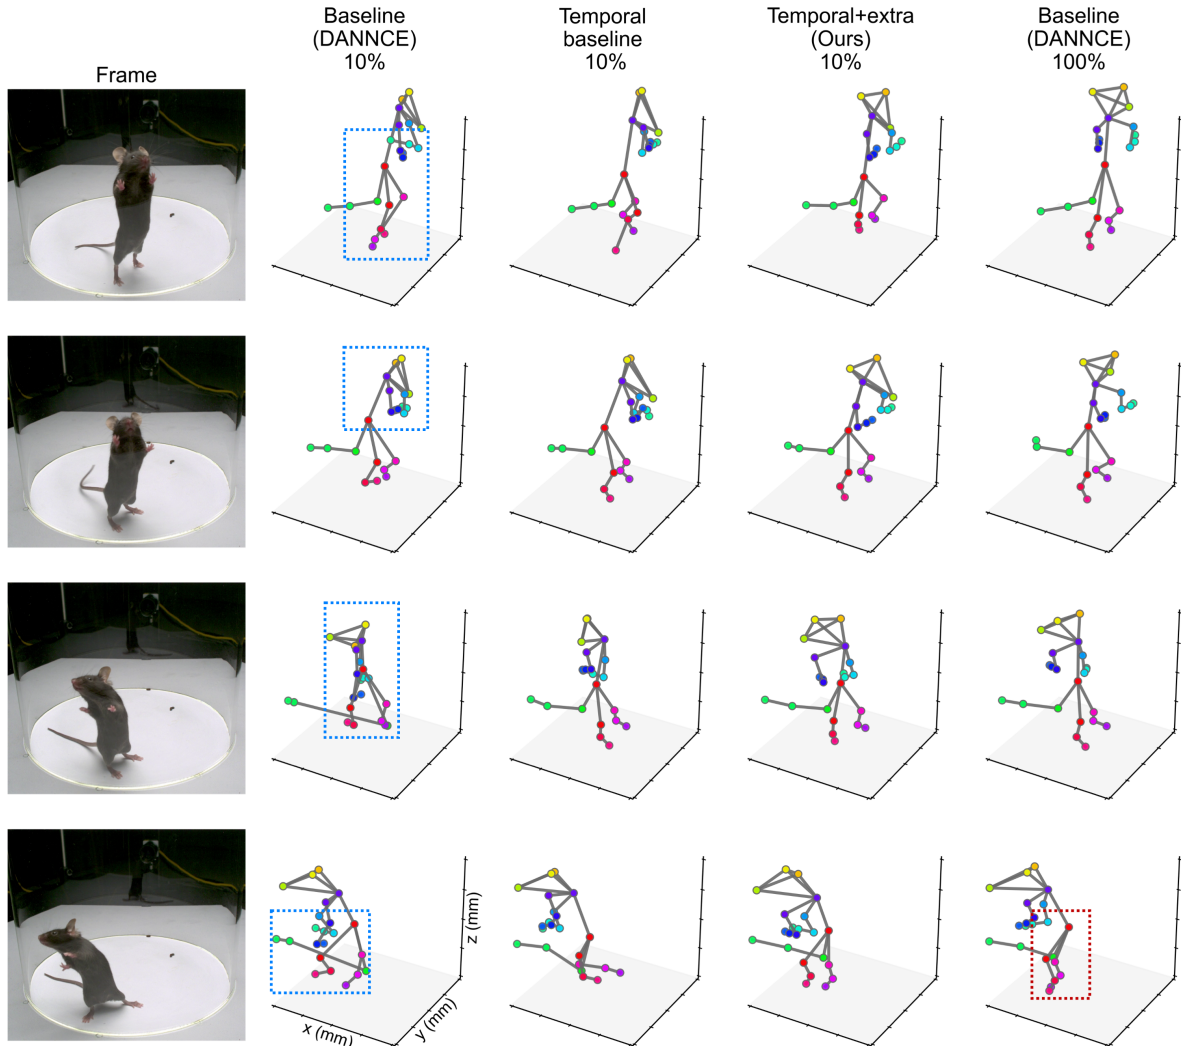 Baseline
(DANNCE)
10%
Temporal
baseline
10%
Temporal+extra
(Ours)
10%
Baseline
(DANNCE)
100%
Frame
z (mm)
x (mm)
y (mm)